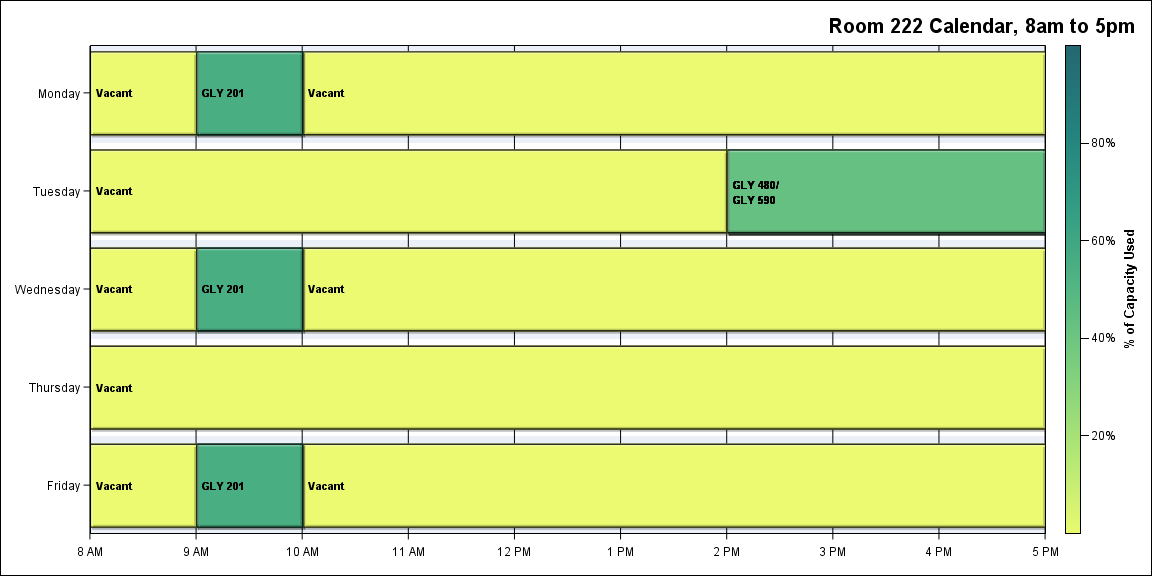 Room 222 Calendar, 8am to 5pm
Monday
Vacant
GLY 201
Vacant
Tuesday
Vacant
GLY 480/
GLY 590
Wednesday
Vacant
GLY 201
Vacant
Thursday
Vacant
Friday
Vacant
GLY 201
Vacant
8 AM
9 AM
10 AM
11 AM
12 PM
1 PM
2 PM
3 PM
4 PM
5 PM
80%
60%
40%
20%
% of Capacity Used